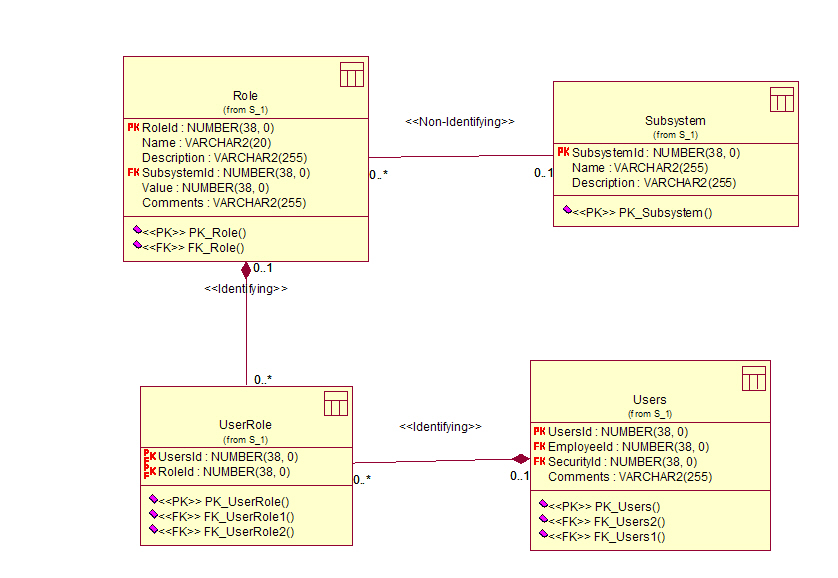 Role
(from S_1)
PK RoleId : NUMBER(38, 0)
Name : VARCHAR2(20)
Description : VARCHAR2(255)
FK SubsystemId : NUMBER(38, 0)
Value : NUMBER(38, 0)
Comments : VARCHAR2(255)
<<PK>> PK_Role()
<<FK>> FK_Role()
<<Non-Identifying>>
0..*
0..1
Subsystem
(from S_1)
PK SubsystemId : NUMBER(38, 0)
Name : VARCHAR2(255)
Description : VARCHAR2(255)
<<PK>> PK_Subsystem()
0..1
<<Identifying>>
0..*
UserRole
(from S_1)
PK UsersId : NUMBER(38, 0)
FK RoleId : NUMBER(38, 0)
<<PK>> PK_UserRole()
<<FK>> FK_UserRole1()
<<FK>> FK_UserRole2()
<<Identifying>>
0..*
0..1
Users
(from S_1)
PK UsersId : NUMBER(38, 0)
FK EmployeeId : NUMBER(38, 0)
FK SecurityId : NUMBER(38, 0)
Comments : VARCHAR2(255)
<<PK>> PK_Users()
<<FK>> FK_Users2()
<<FK>> FK_Users1()